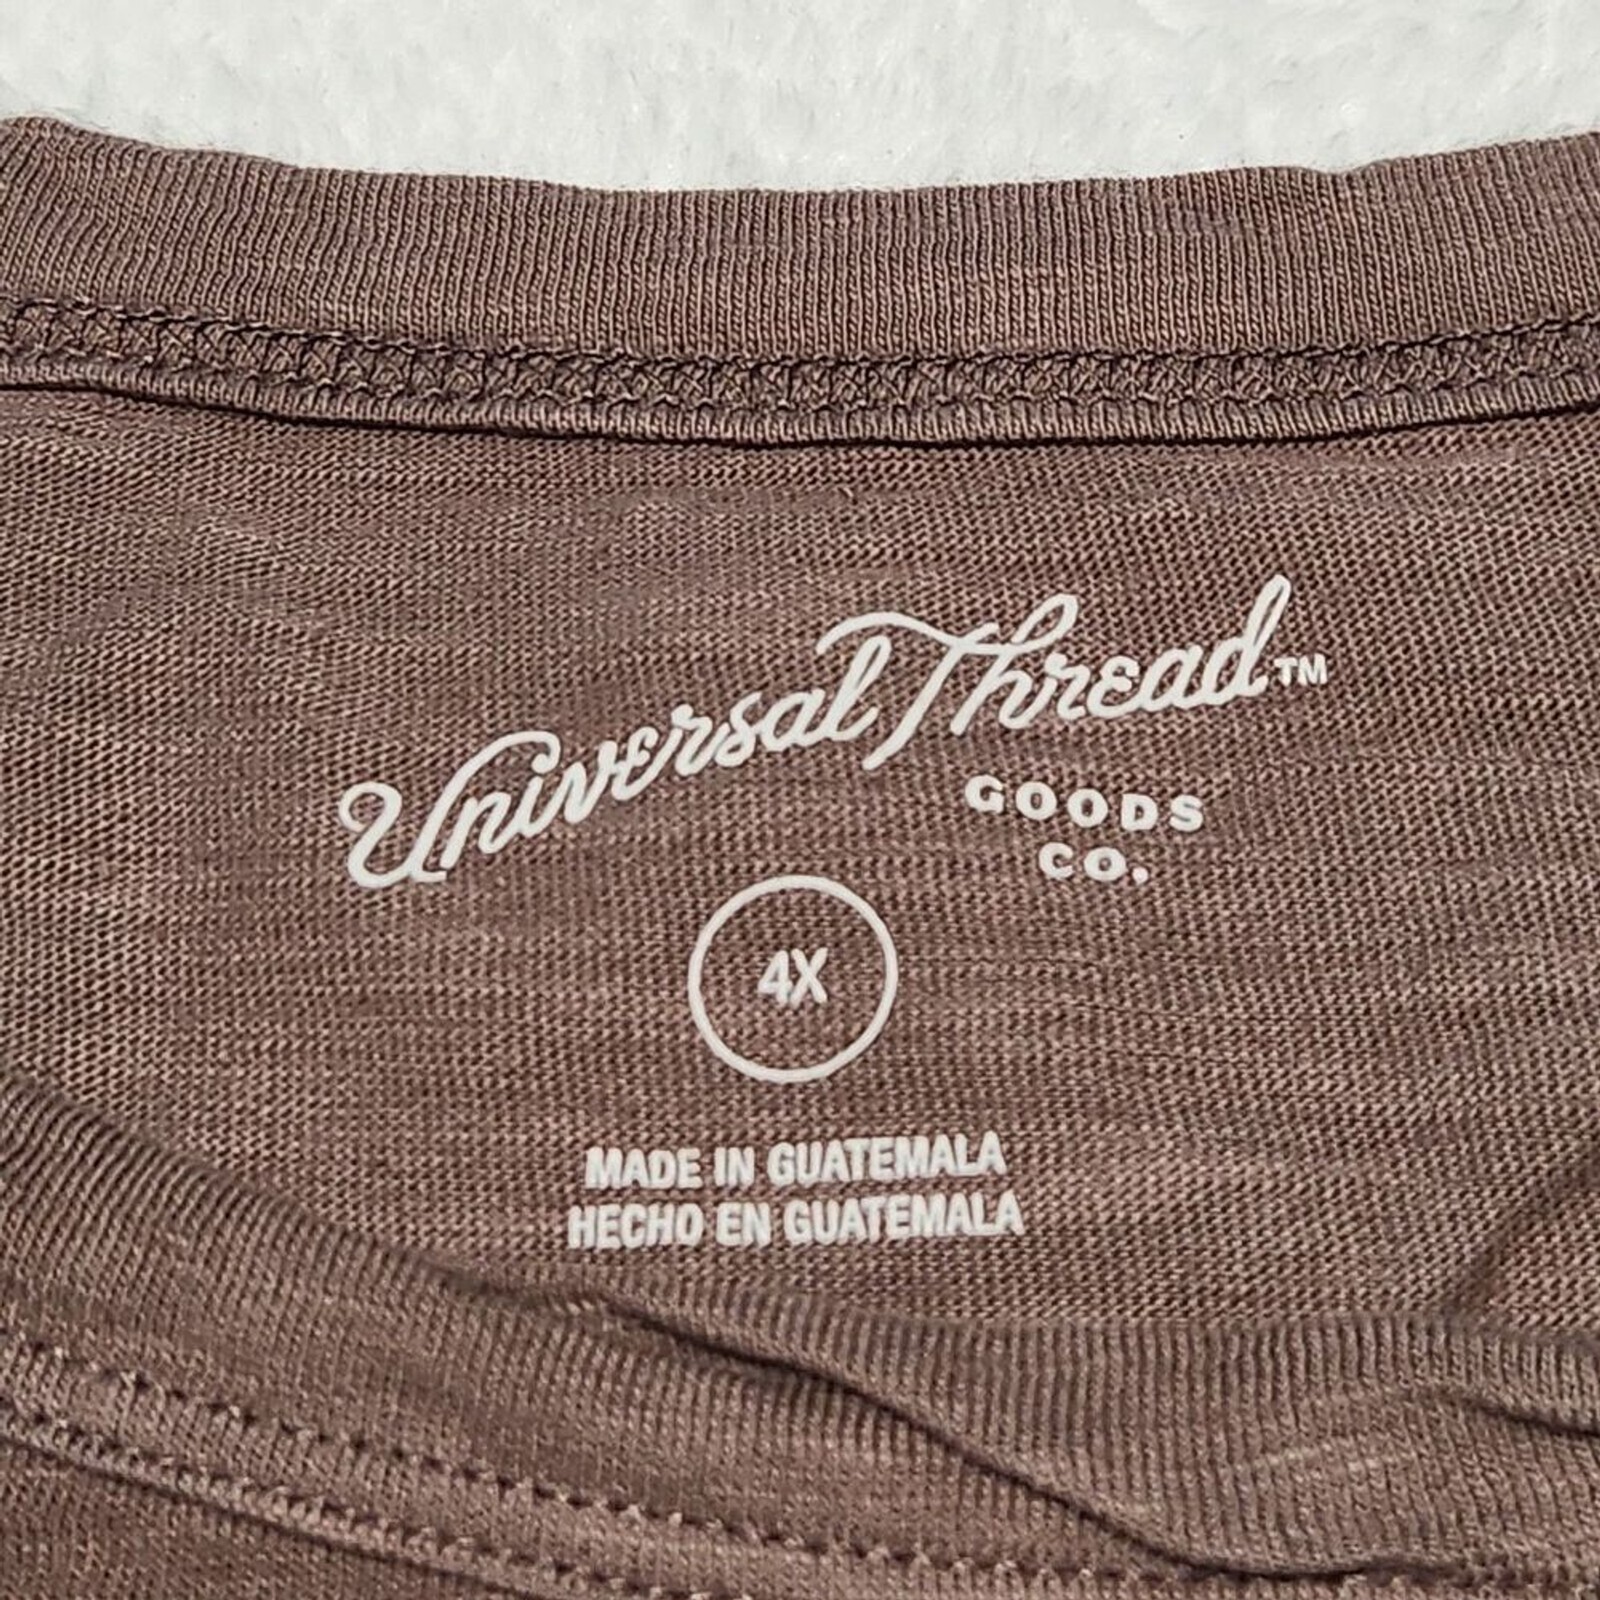 Universal Thread™
GOODS
CO.
4X
MADE IN GUATEMALA
HECHO EN GUATEMALA